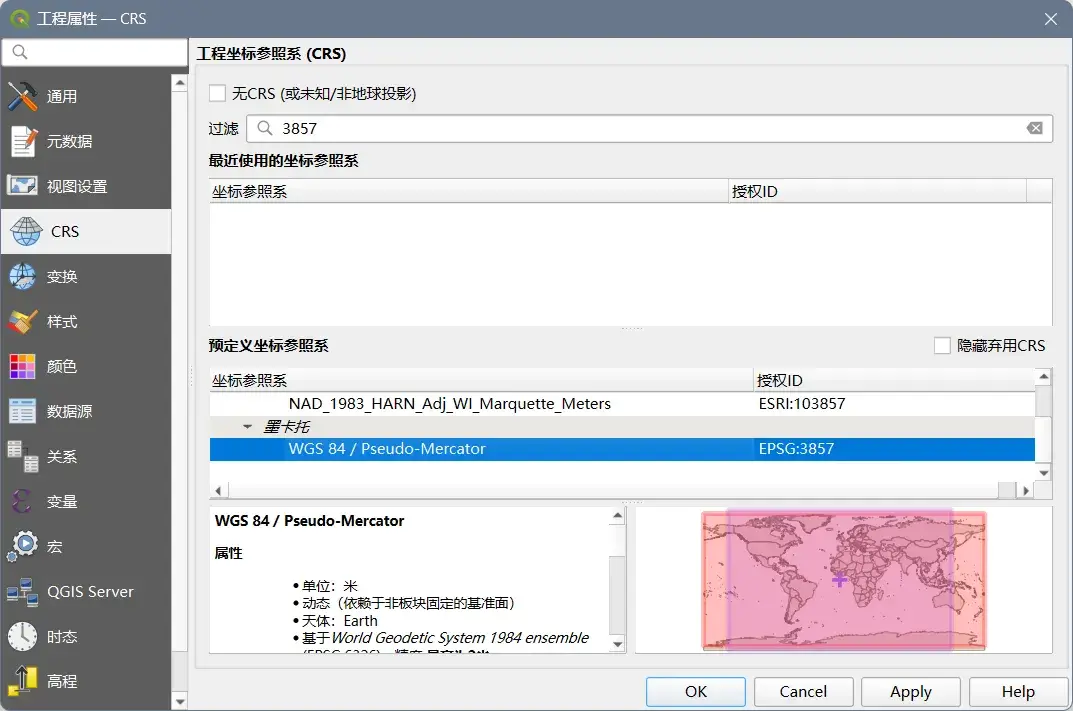 工程属性 — CRS
工程坐标参照系 (CRS)
通用
元数据
视图设置
CRS
变换
样式
颜色
数据源
关系
变量
宏
QGIS Server
时态
高程
无CRS (或未知/非地球投影)
过滤 3857
最近使用的坐标参照系
坐标参照系 授权ID
预定义坐标参照系 隐藏弃用CRS
坐标参照系 授权ID
NAD_1983_HARN_Adj_WI_Marquette_Meters ESRI:103857
墨卡托
WGS 84 / Pseudo-Mercator EPSG:3857
WGS 84 / Pseudo-Mercator
属性
• 单位：米
• 动态（依赖于非板块固定的基准面）
• 天体：Earth
• 基于World Geodetic System 1984 ensemble
OK Cancel Apply Help